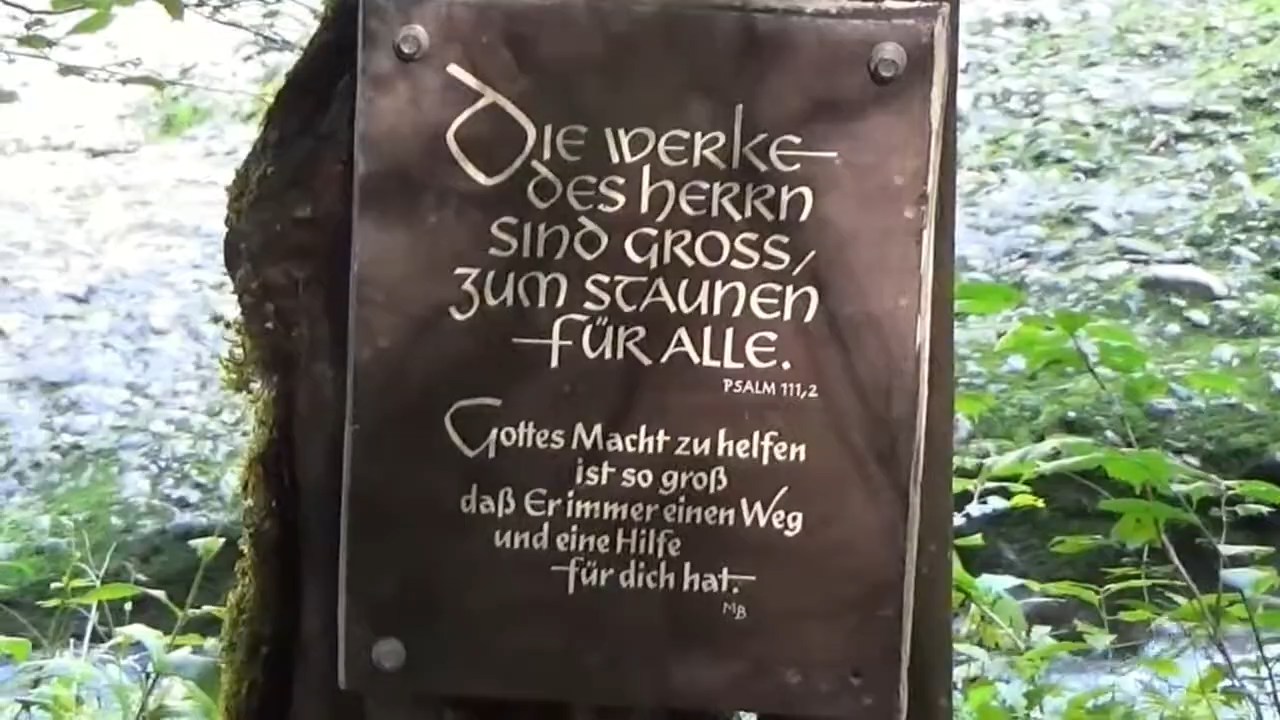 Die Werke
des Herrn
sind gross,
zum Staunen
für alle.
PSALM 111,2
Gottes Macht zu helfen
ist so groß
daß Er immer einen Weg
und eine Hilfe
für dich hat.
MB